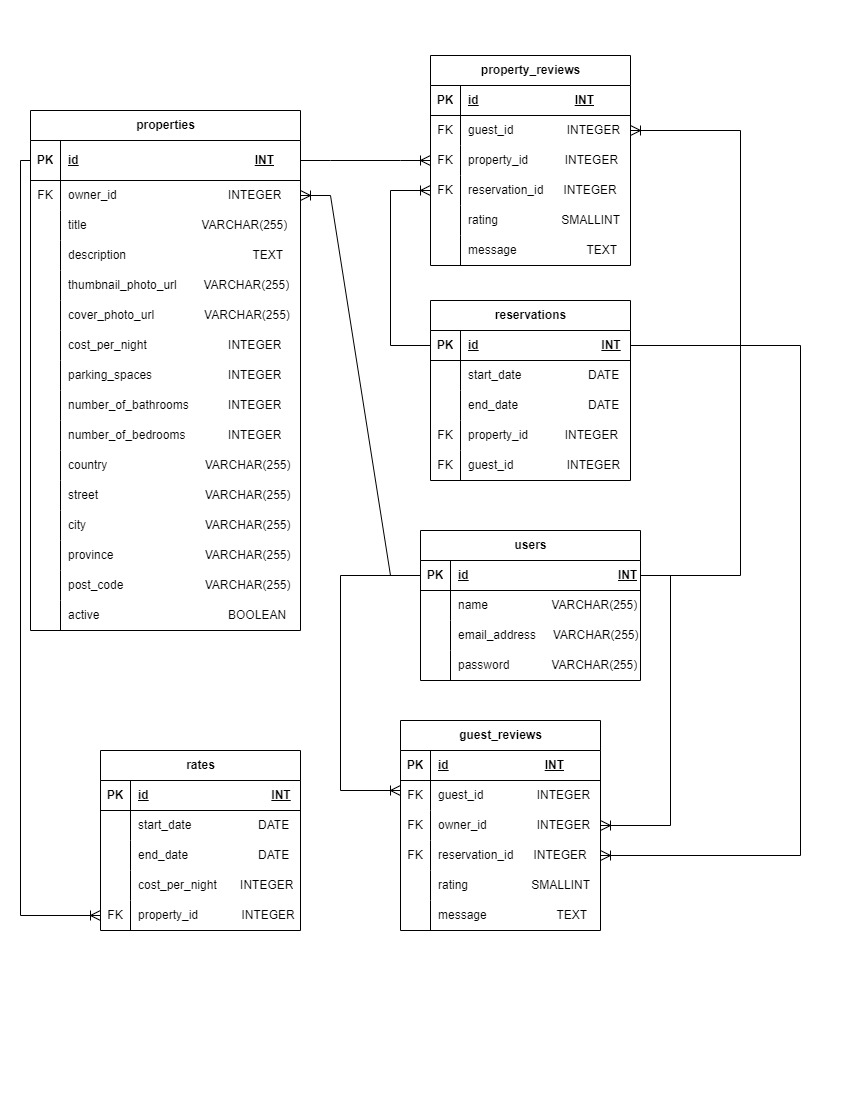 property_reviews
PK id INT
FK guest_id INTEGER
FK property_id INTEGER
FK reservation_id INTEGER
rating SMALLINT
message TEXT
properties
PK id INT
FK owner_id INTEGER
title VARCHAR(255)
description TEXT
thumbnail_photo_url VARCHAR(255)
cover_photo_url VARCHAR(255)
cost_per_night INTEGER
parking_spaces INTEGER
number_of_bathrooms INTEGER
number_of_bedrooms INTEGER
country VARCHAR(255)
street VARCHAR(255)
city VARCHAR(255)
province VARCHAR(255)
post_code VARCHAR(255)
active BOOLEAN
reservations
PK id INT
start_date DATE
end_date DATE
FK property_id INTEGER
FK guest_id INTEGER
users
PK id INT
name VARCHAR(255)
email_address VARCHAR(255)
password VARCHAR(255)
guest_reviews
PK id INT
FK guest_id INTEGER
FK owner_id INTEGER
FK reservation_id INTEGER
rating SMALLINT
message TEXT
rates
PK id INT
start_date DATE
end_date DATE
cost_per_night INTEGER
FK property_id INTEGER